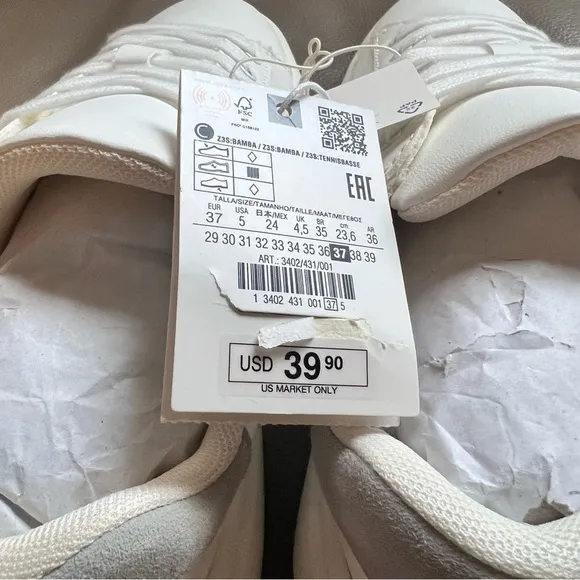 FSC
Z3S:BAMBA / Z3S:BAMBA / Z3S:TENNISBASSE
EAC
TALLA/SIZE/TAMANHO/TAILLE/MAAT/ΜΕΓΕΘΟΣ
EUR USA 日本/MEX UK BR cm. AR
37 5 24 4,5 35 23,6 36
29 30 31 32 33 34 35 36 37 38 39
ART.: 3402/431/001
1 3402 431 001 37 5
USD 39 90
US MARKET ONLY